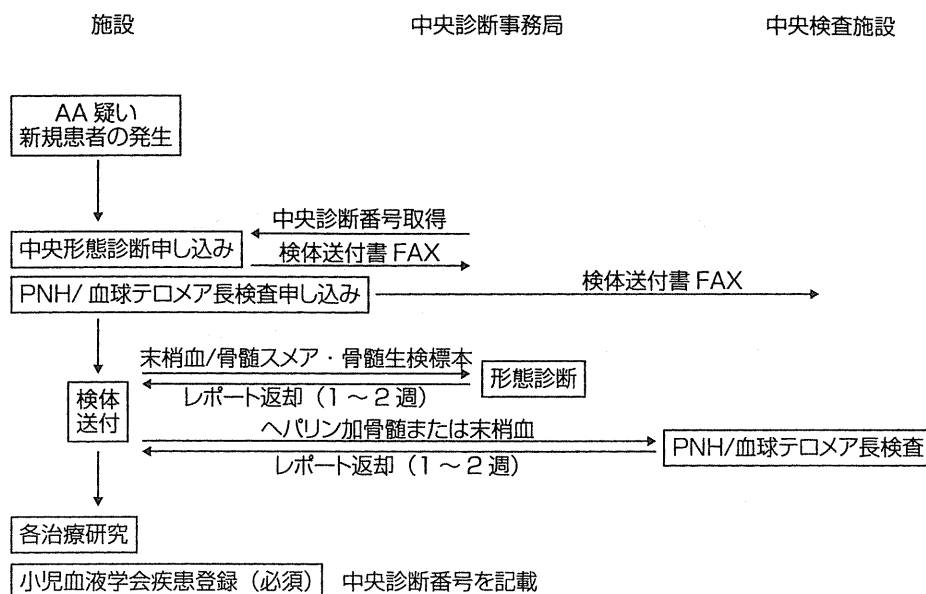 施設 中央診断事務局 中央検査施設
AA 疑い
新規患者の発生
中央診断番号取得
中央形態診断申し込み
検体送付書 FAX
PNH/ 血球テロメア長検査申し込み
検体送付書 FAX
末梢血/骨髄スメア・骨髄生検標本
形態診断
レポート返却（1 ～ 2 週）
検体
送付
ヘパリン加骨髄または末梢血
PNH/血球テロメア長検査
レポート返却（1 ～ 2 週）
各治療研究
小児血液学会疾患登録（必須） 中央診断番号を記載